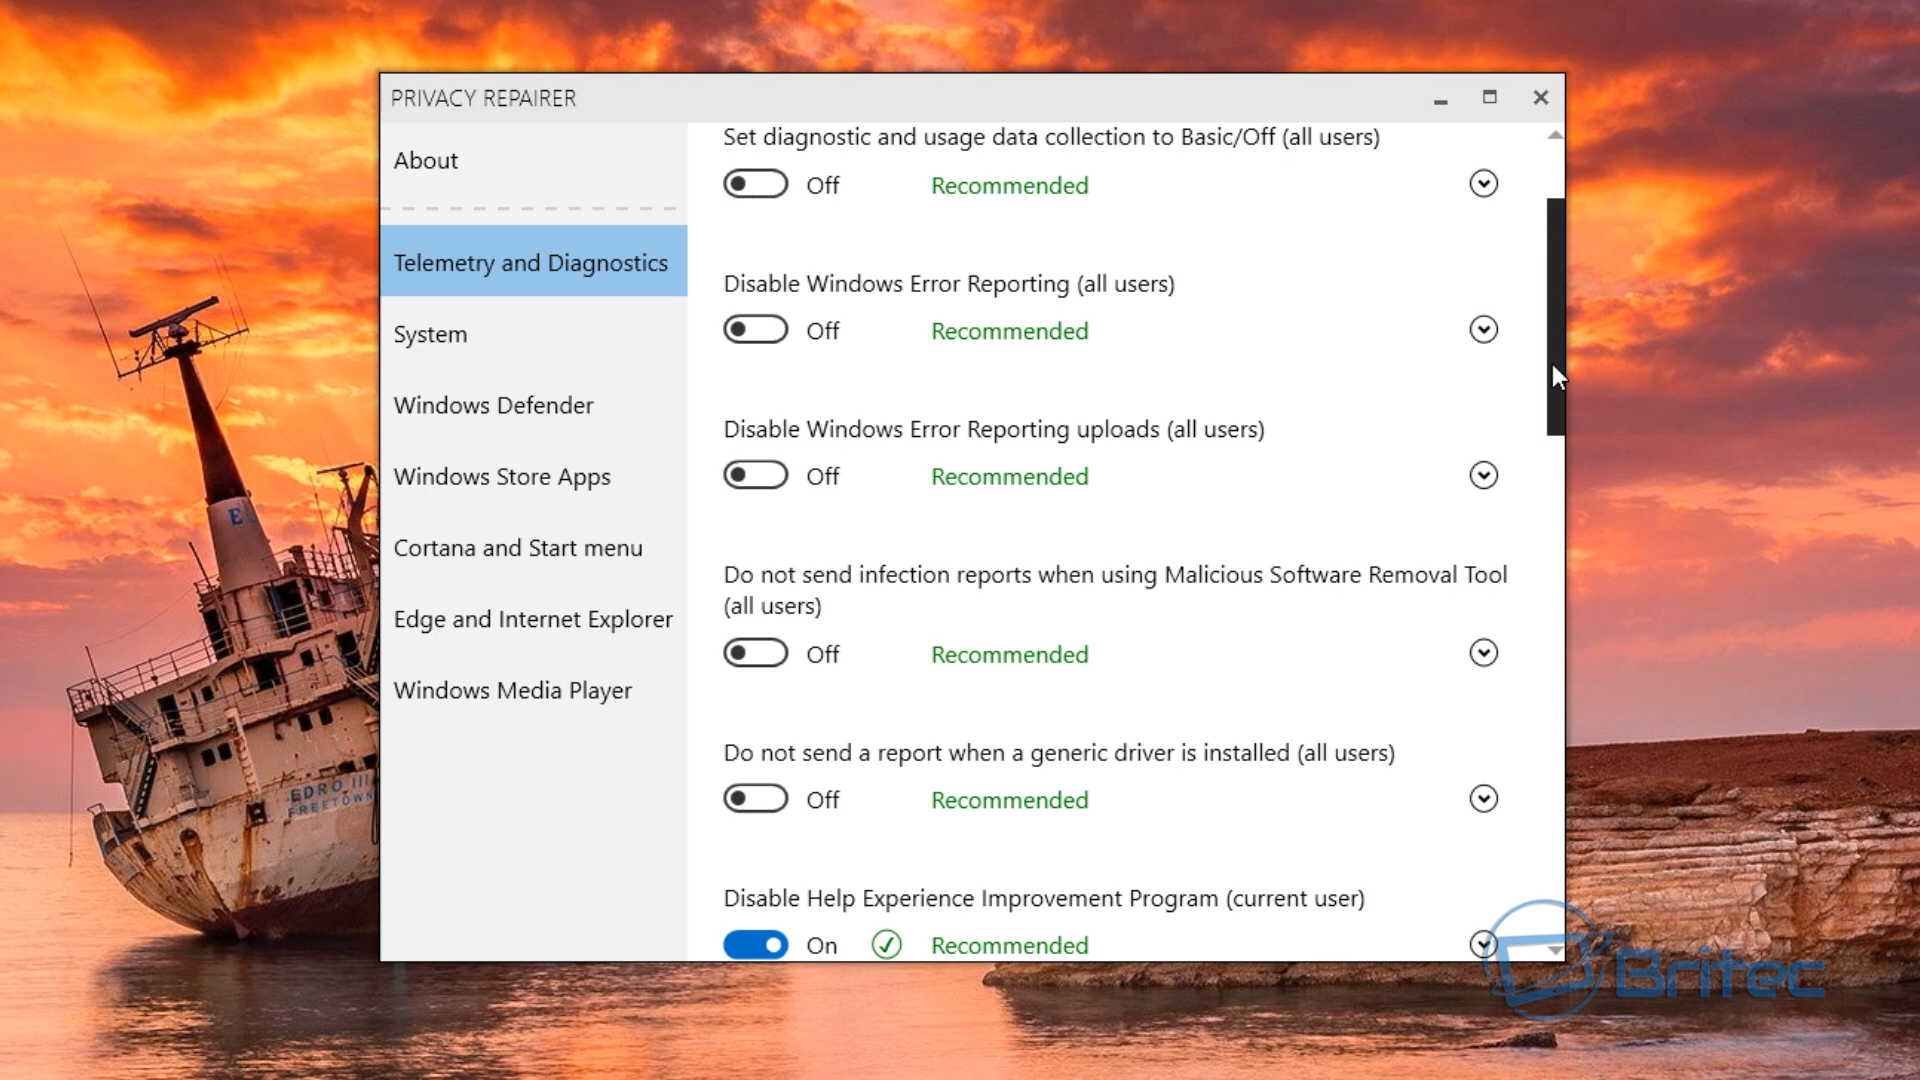 PRIVACY REPAIRER
About
Telemetry and Diagnostics
System
Windows Defender
Windows Store Apps
Cortana and Start menu
Edge and Internet Explorer
Windows Media Player
Set diagnostic and usage data collection to Basic/Off (all users)
Off Recommended
Disable Windows Error Reporting (all users)
Off Recommended
Disable Windows Error Reporting uploads (all users)
Off Recommended
Do not send infection reports when using Malicious Software Removal Tool
(all users)
Off Recommended
Do not send a report when a generic driver is installed (all users)
Off Recommended
Disable Help Experience Improvement Program (current user)
On Recommended
EDRO III
FREETOWN
Britec